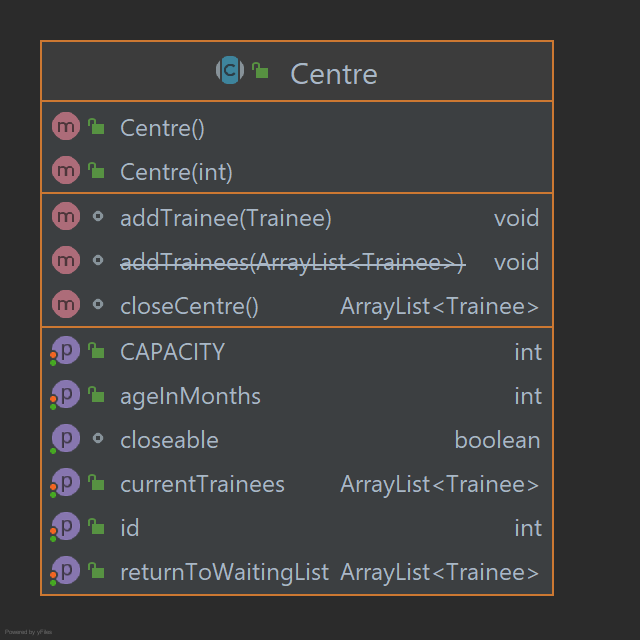 C Centre
m Centre()
m Centre(int)
m addTrainee(Trainee) void
m addTrainees(ArrayList<Trainee>) void
m closeCentre() ArrayList<Trainee>
p CAPACITY int
p ageInMonths int
p closeable boolean
p currentTrainees ArrayList<Trainee>
p id int
p returnToWaitingList ArrayList<Trainee>
Powered by yFiles